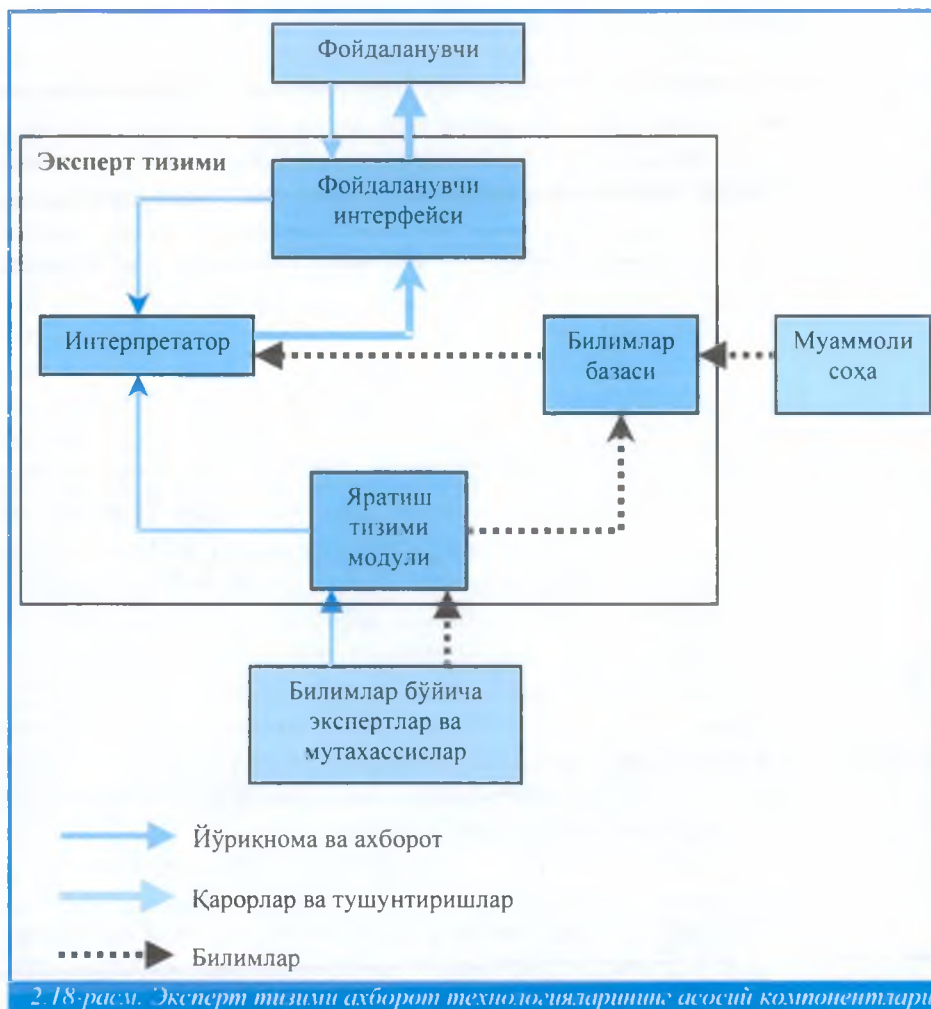 Фойдаланувчи
Эксперт тизими
Фойдаланувчи
интерфейси
Интерпретатор
Билимлар
базаси
Муаммоли
соҳа
Яратиш
тизими
модули
Билимлар бўйича
экспертлар ва
мутахассислар
Йўриқнома ва ахборот
Қарорлар ва тушунтиришлар
Билимлар
2.18-расм. Эксперт тизими ахборот технологияларининг асосий компонентлари